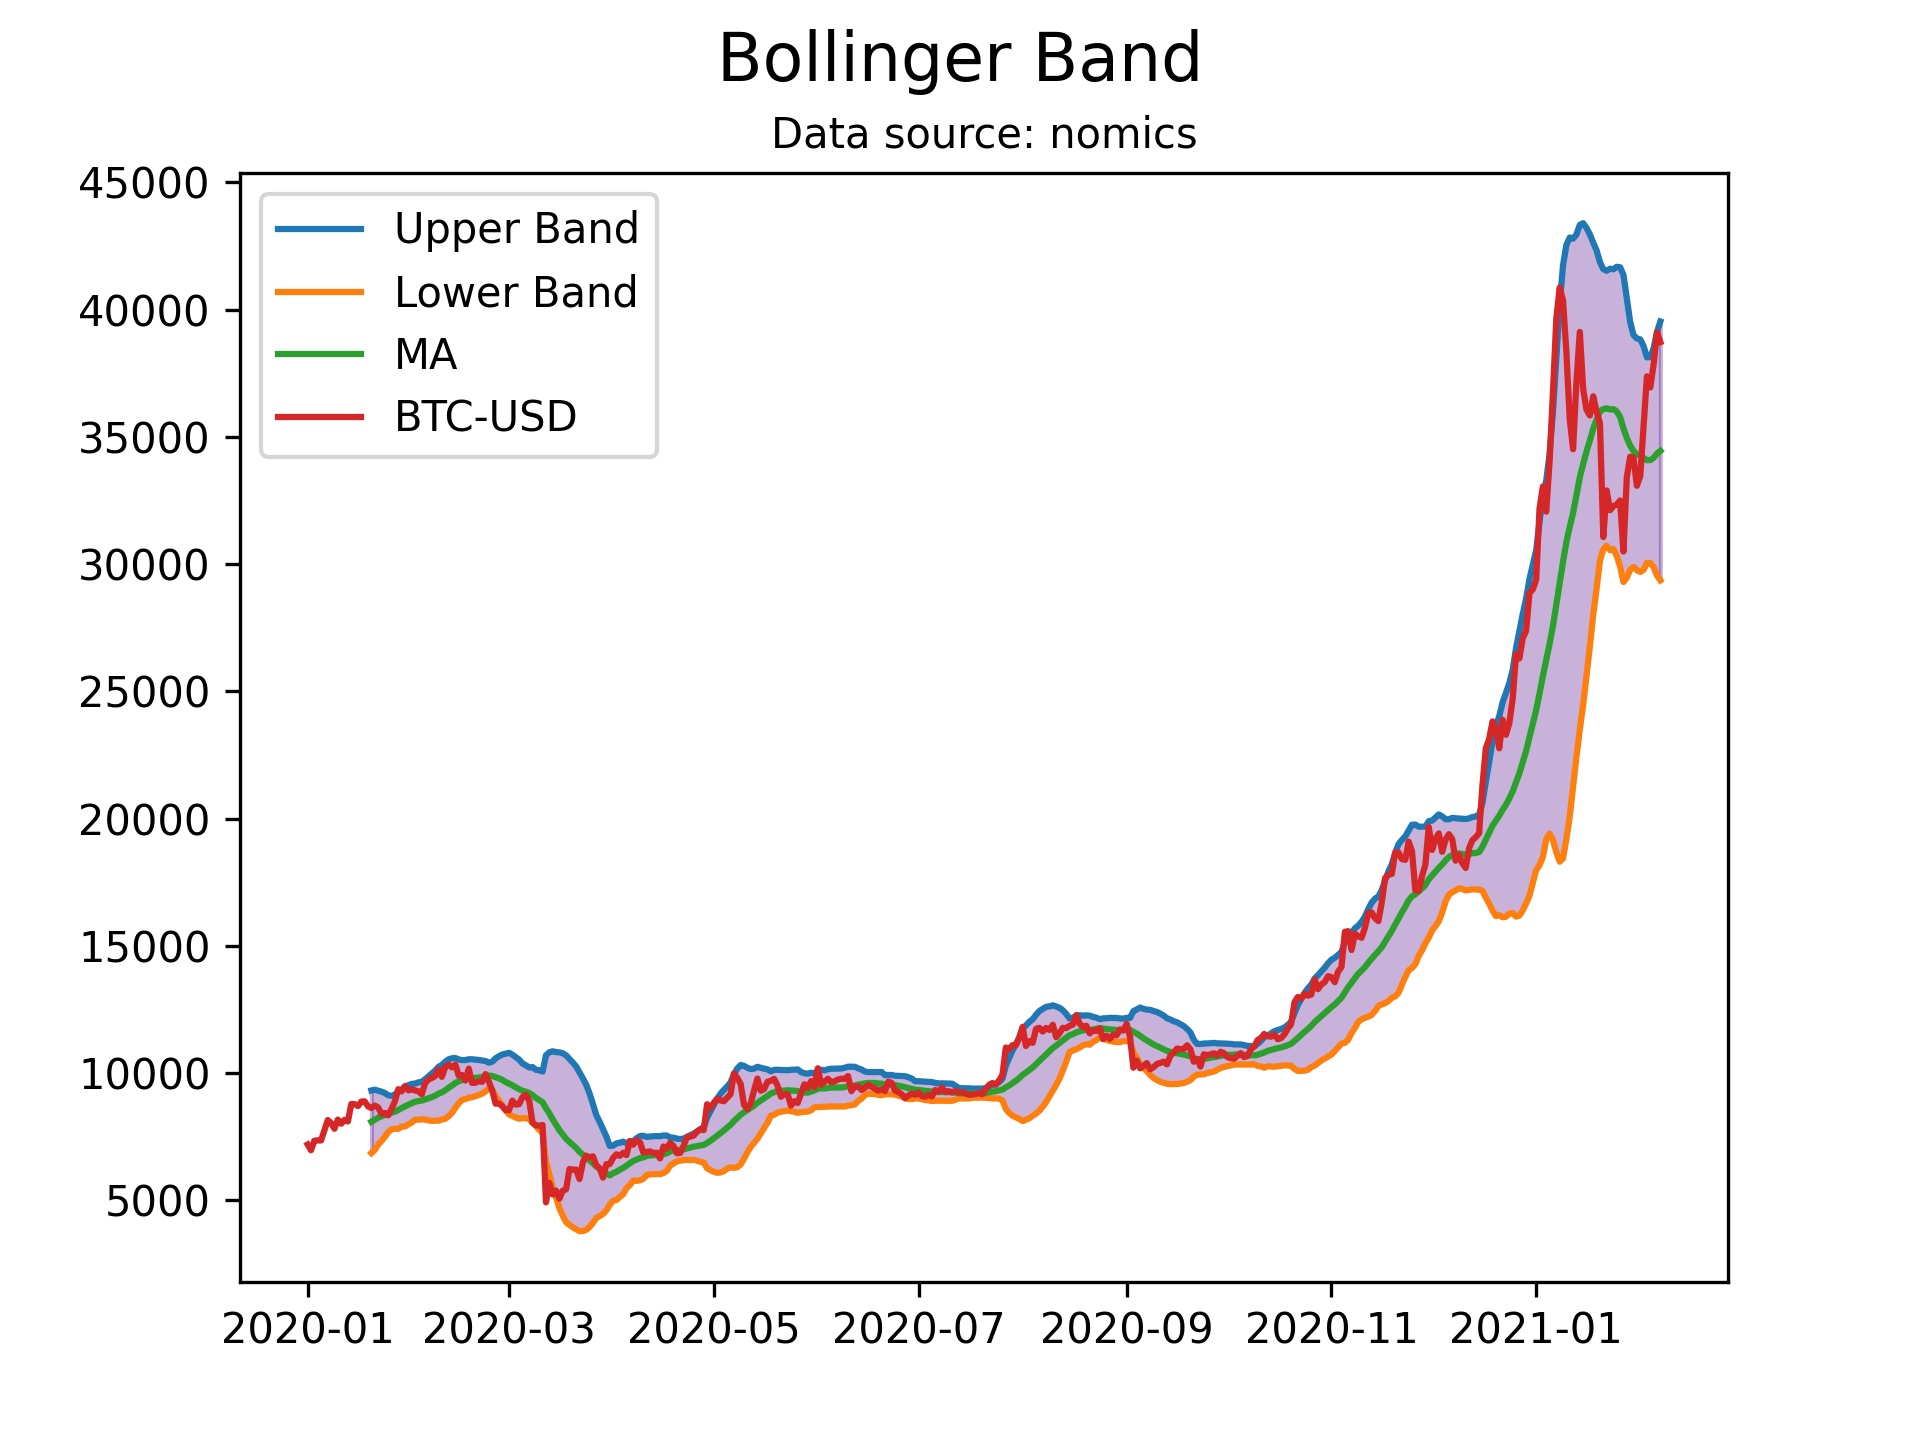 Bollinger Band
Data source: nomics
45000
40000
35000
30000
25000
20000
15000
10000
5000
Upper Band
Lower Band
MA
BTC-USD
2020-01 2020-03 2020-05 2020-07 2020-09 2020-11 2021-01